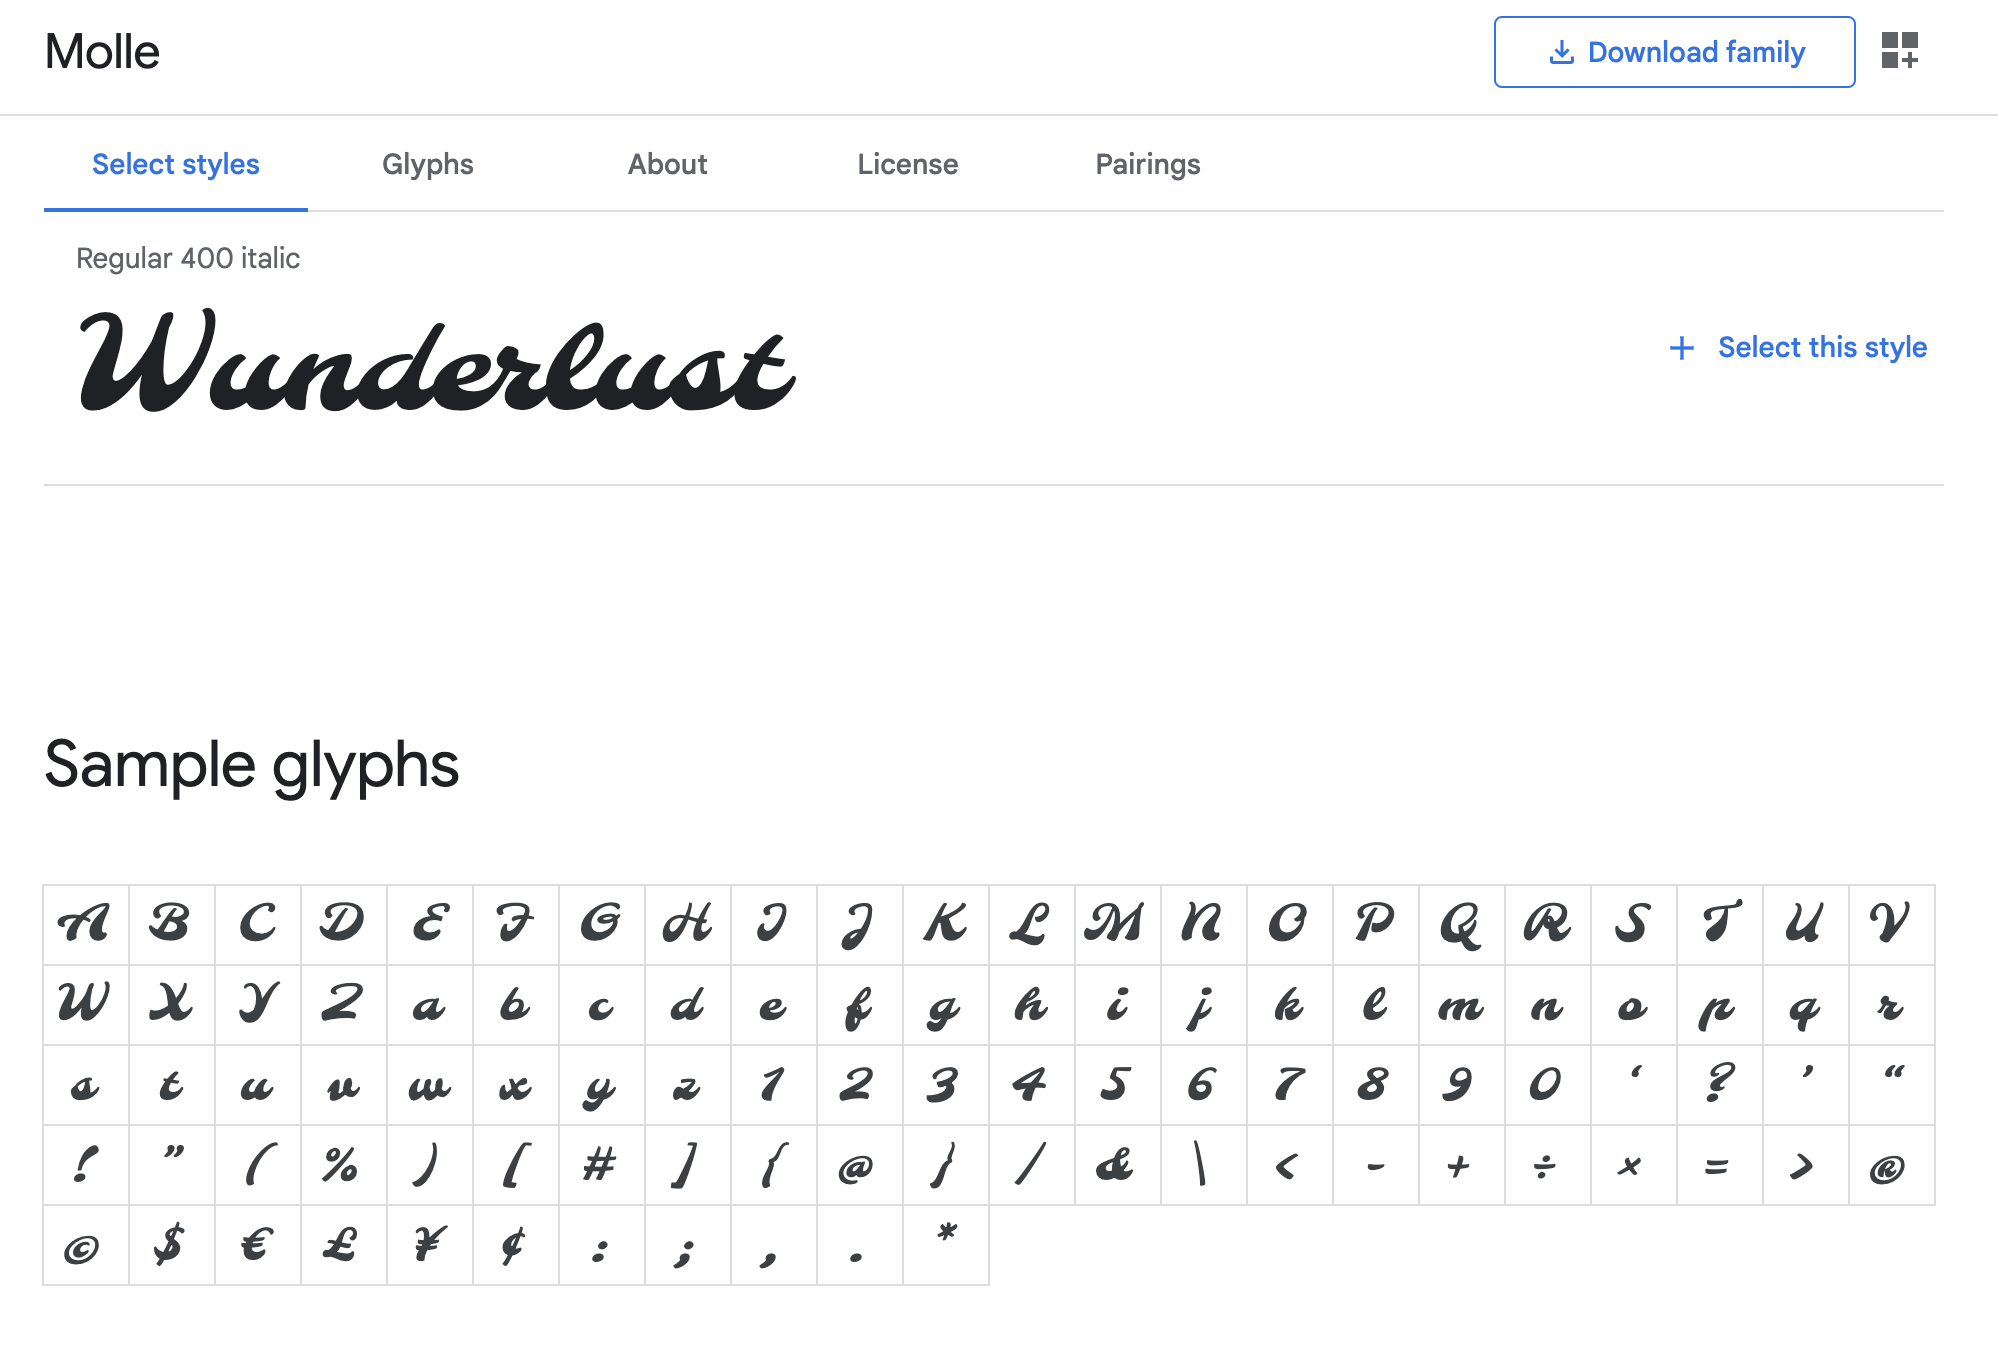 Molle
Download family
Select styles Glyphs About License Pairings
Regular 400 italic
Wunderlust
+ Select this style
Sample glyphs
A B C D E F G H I J K L M N O P Q R S T U V
W X Y Z a b c d e f g h i j k l m n o p q r
s t u v w x y z 1 2 3 4 5 6 7 8 9 0 ‘ ? ’ “
! ” ( % ) [ # ] { @ } / & \ < - + ÷ × = > ®
© $ € £ ¥ ¢ : ; , . *